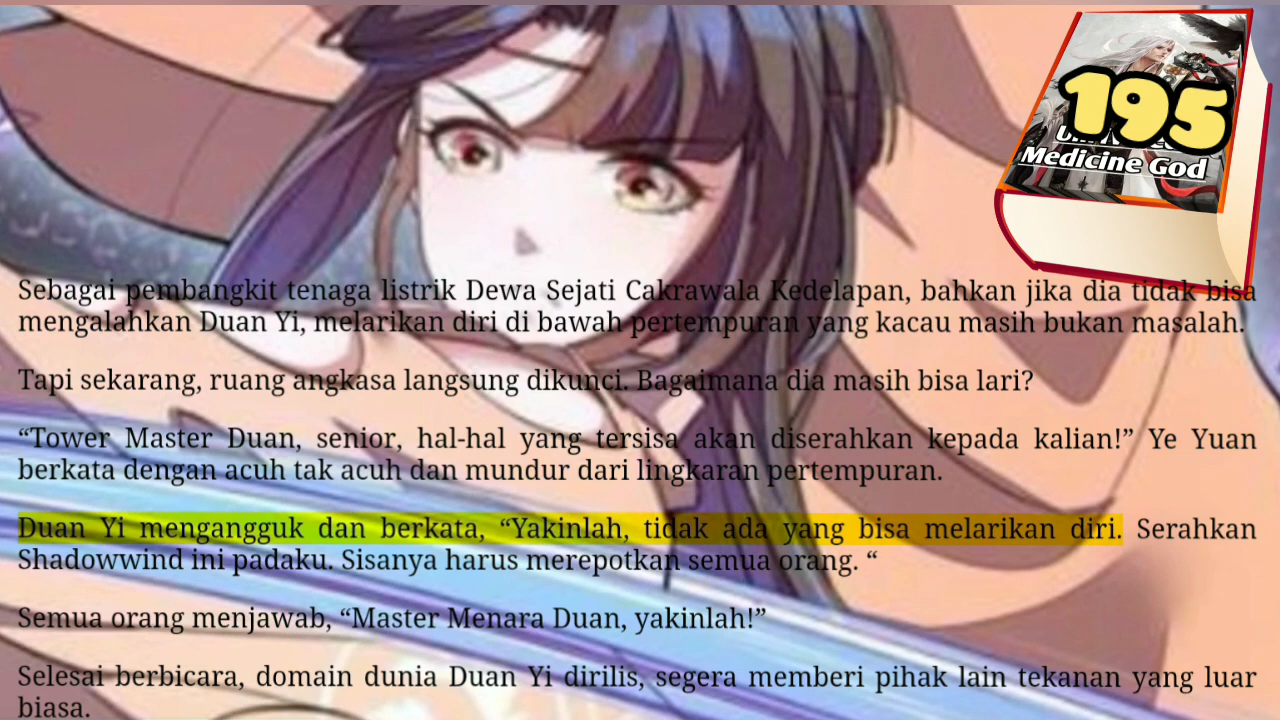 195
Medicine God
Sebagai pembangkit tenaga listrik Dewa Sejati Cakrawala Kedelapan, bahkan jika dia tidak bisa
mengalahkan Duan Yi, melarikan diri di bawah pertempuran yang kacau masih bukan masalah.
Tapi sekarang, ruang angkasa langsung dikunci. Bagaimana dia masih bisa lari?
“Tower Master Duan, senior, hal-hal yang tersisa akan diserahkan kepada kalian!” Ye Yuan
berkata dengan acuh tak acuh dan mundur dari lingkaran pertempuran.
Duan Yi mengangguk dan berkata, “Yakinlah, tidak ada yang bisa melarikan diri. Serahkan
Shadowwind ini padaku. Sisanya harus merepotkan semua orang. “
Semua orang menjawab, “Master Menara Duan, yakinlah!”
Selesai berbicara, domain dunia Duan Yi dirilis, segera memberi pihak lain tekanan yang luar
biasa.